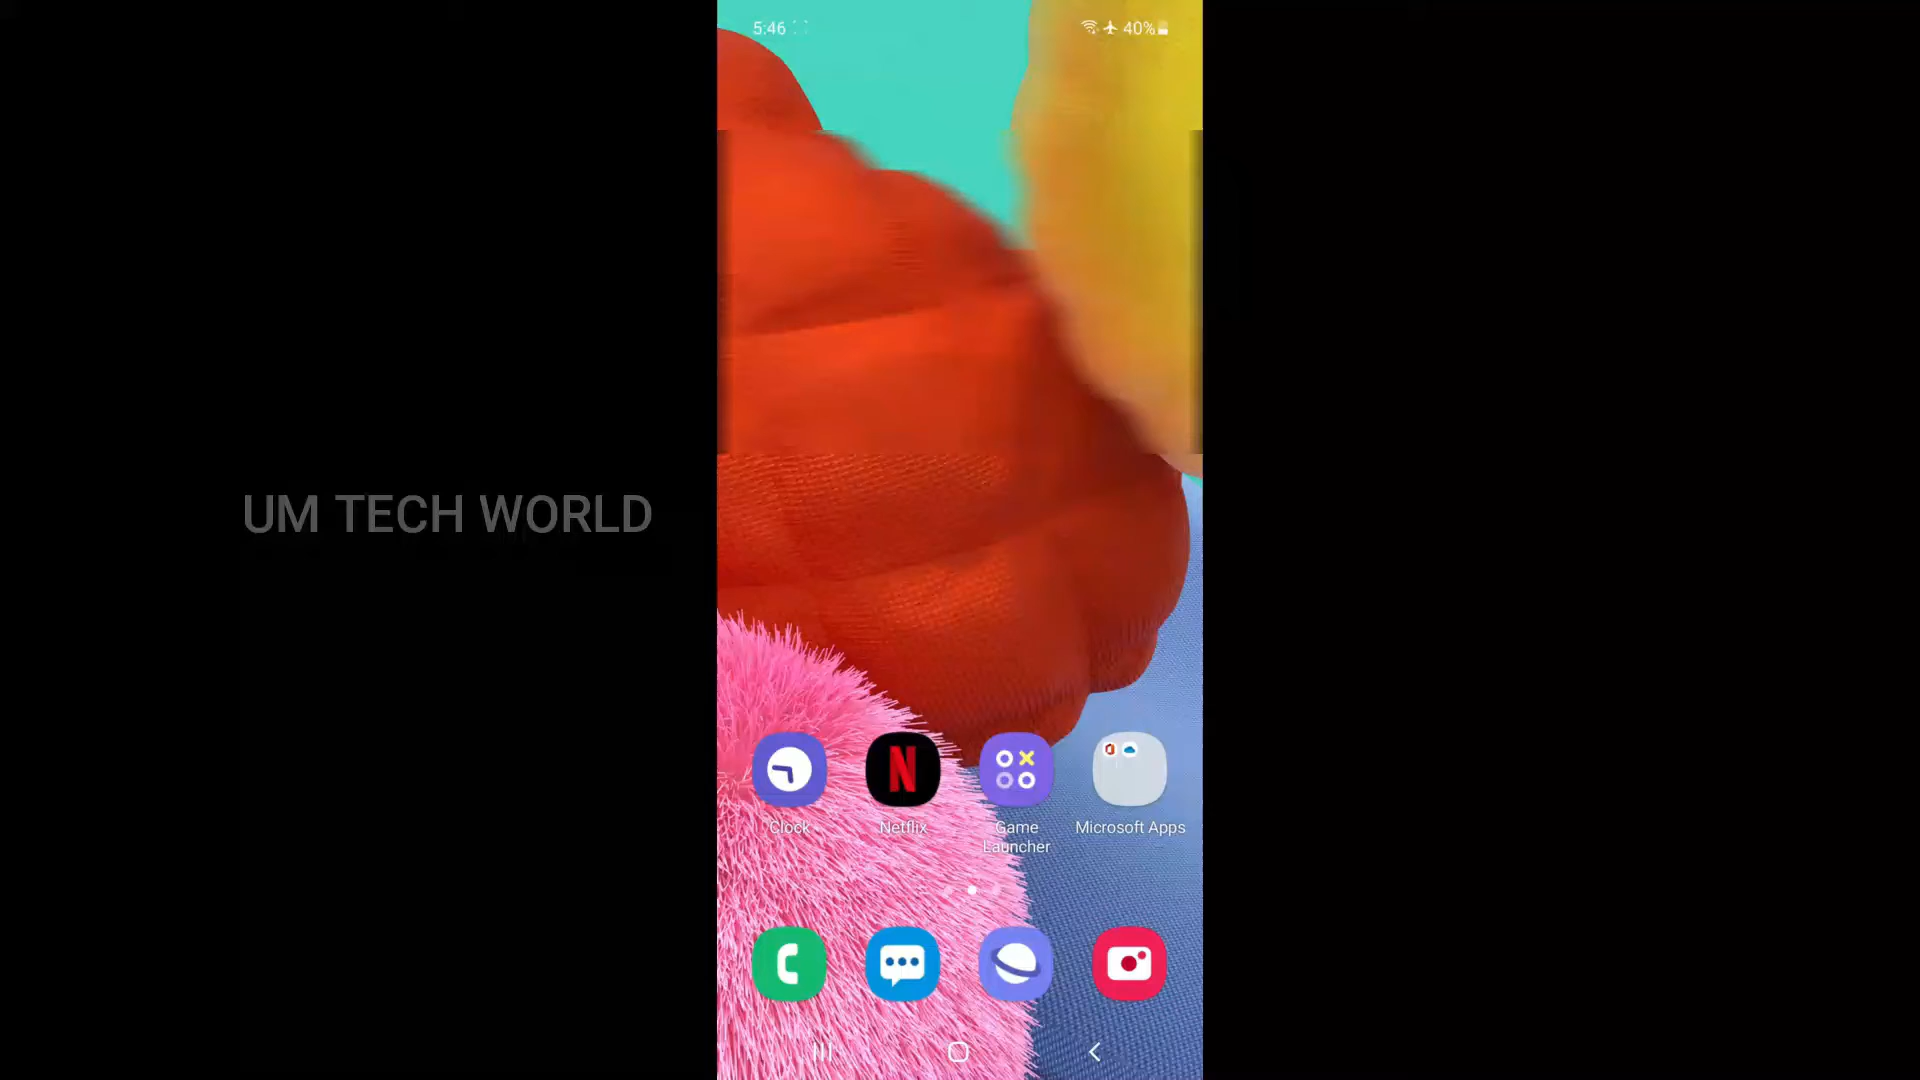 5:46
40%
UM TECH WORLD
N
Clock
Netflix
Game
Launcher
Microsoft Apps